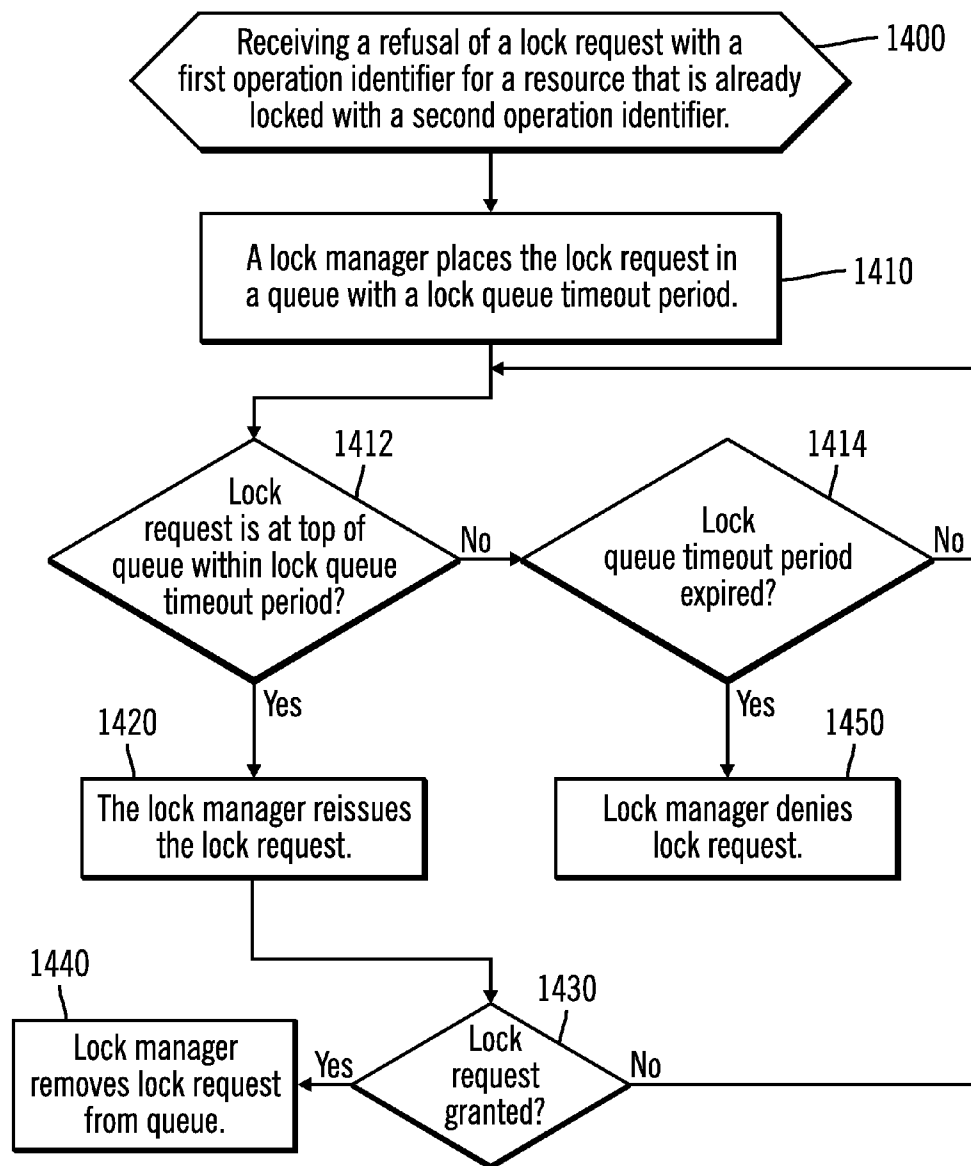 Receiving a refusal of a lock request with a
first operation identifier for a resource that is already
locked with a second operation identifier.
1400
A lock manager places the lock request in
a queue with a lock queue timeout period.
1410
1412
Lock
request is at top of
queue within lock queue
timeout period?
No
Yes
1414
Lock
queue timeout period
expired?
No
Yes
1420
The lock manager reissues
the lock request.
1450
Lock manager denies
lock request.
1430
Lock
request
granted?
Yes
No
1440
Lock manager
removes lock request
from queue.